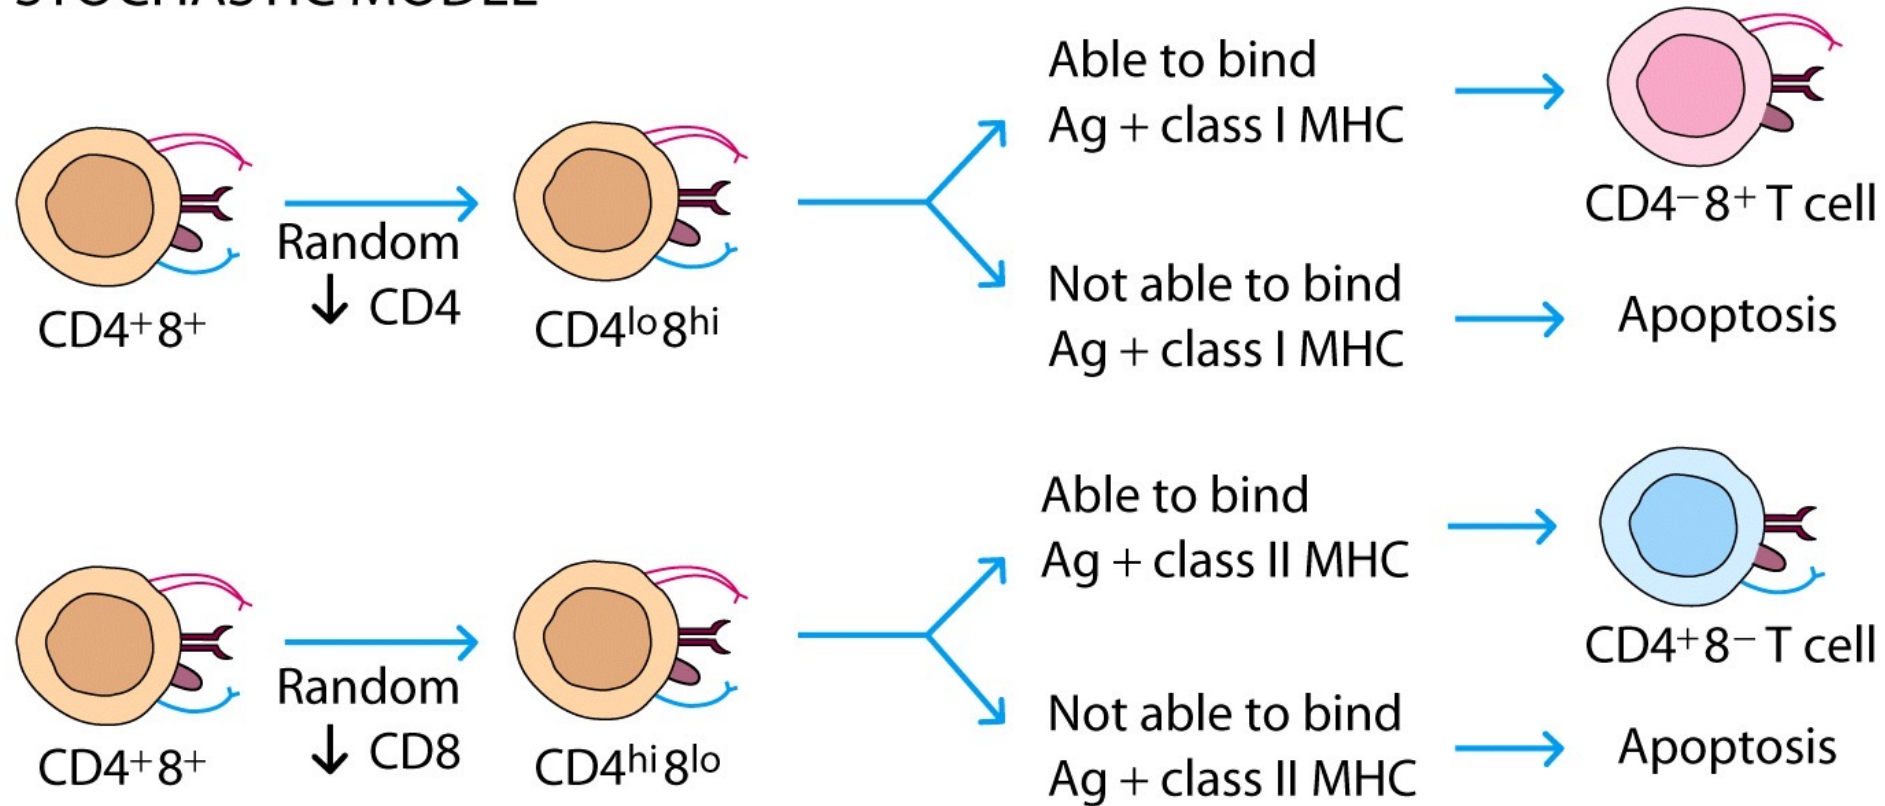 STOCHASTIC MODEL
Able to bind
Ag + class I MHC
CD4⁻8⁺ T cell
Random
↓ CD4
CD4⁺8⁺
CD4ˡᵒ8ʰⁱ
Not able to bind
Ag + class I MHC
Apoptosis
Able to bind
Ag + class II MHC
CD4⁺8⁻ T cell
Random
↓ CD8
CD4⁺8⁺
CD4ʰⁱ8ˡᵒ
Not able to bind
Ag + class II MHC
Apoptosis